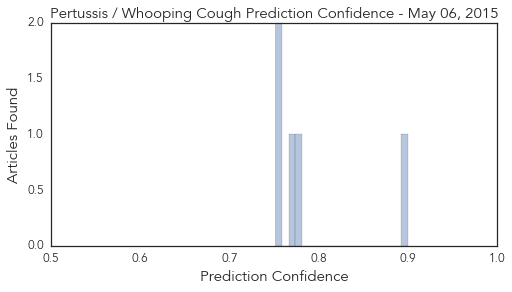 Pertussis / Whooping Cough Prediction Confidence - May 06, 2015
2.0
1.5
1.0
0.5
0.0
Articles Found
0.5 0.6 0.7 0.8 0.9 1.0
Prediction Confidence